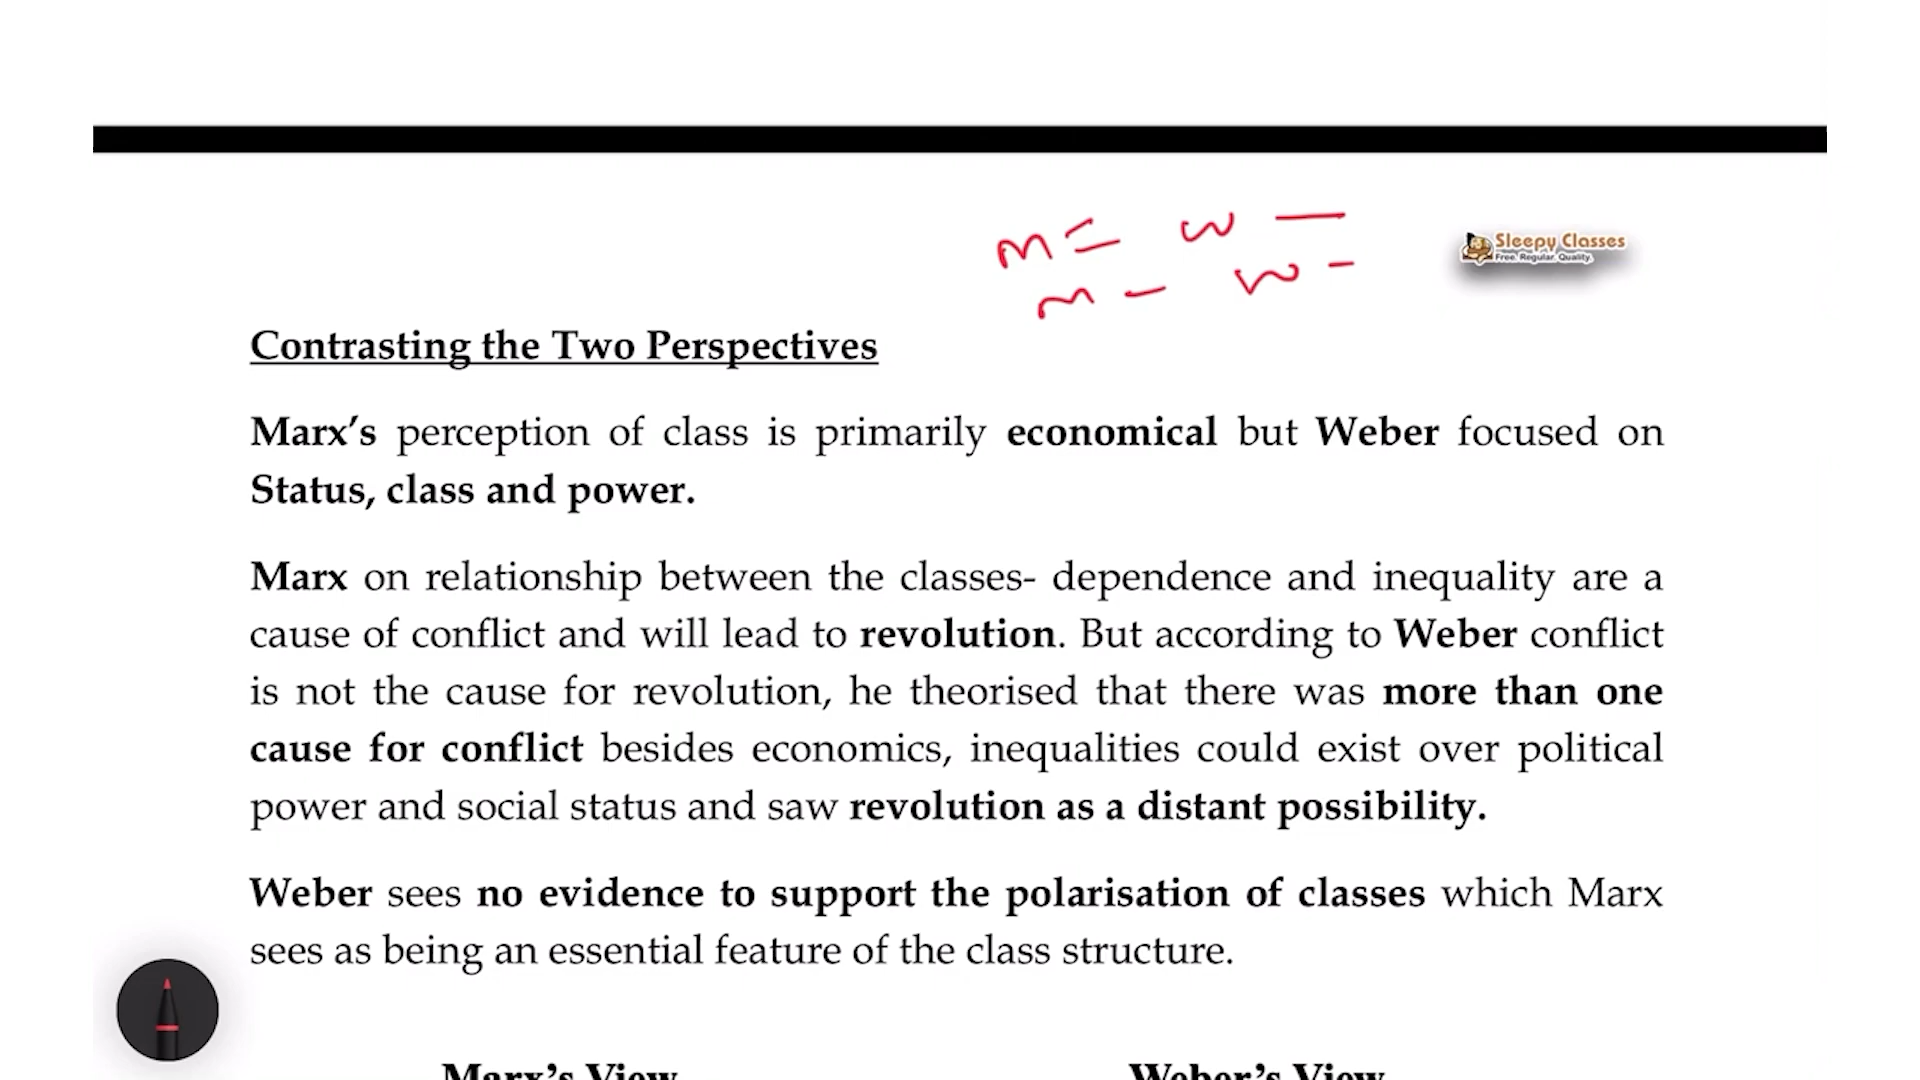 m = w —
m - w -
Sleepy Classes
Free. Regular. Quality.
Contrasting the Two Perspectives
Marx’s perception of class is primarily economical but Weber focused on
Status, class and power.
Marx on relationship between the classes- dependence and inequality are a
cause of conflict and will lead to revolution. But according to Weber conflict
is not the cause for revolution, he theorised that there was more than one
cause for conflict besides economics, inequalities could exist over political
power and social status and saw revolution as a distant possibility.
Weber sees no evidence to support the polarisation of classes which Marx
sees as being an essential feature of the class structure.
Marx’s View Weber’s View